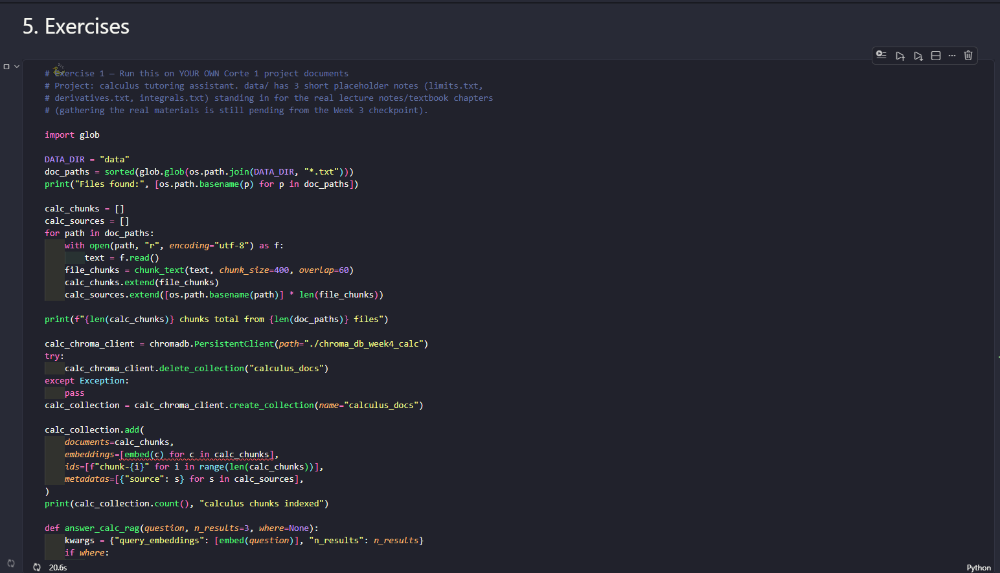 5. Exercises
# Exercise 1 — Run this on YOUR OWN Corte 1 project documents
# Project: calculus tutoring assistant. data/ has 3 short placeholder notes (limits.txt,
# derivatives.txt, integrals.txt) standing in for the real lecture notes/textbook chapters
# (gathering the real materials is still pending from the Week 3 checkpoint).
import glob
DATA_DIR = "data"
doc_paths = sorted(glob.glob(os.path.join(DATA_DIR, "*.txt")))
print("Files found:", [os.path.basename(p) for p in doc_paths])
calc_chunks = []
calc_sources = []
for path in doc_paths:
    with open(path, "r", encoding="utf-8") as f:
        text = f.read()
    file_chunks = chunk_text(text, chunk_size=400, overlap=60)
    calc_chunks.extend(file_chunks)
    calc_sources.extend([os.path.basename(path)] * len(file_chunks))
print(f"{len(calc_chunks)} chunks total from {len(doc_paths)} files")
calc_chroma_client = chromadb.PersistentClient(path="./chroma_db_week4_calc")
try:
    calc_chroma_client.delete_collection("calculus_docs")
except Exception:
    pass
calc_collection = calc_chroma_client.create_collection(name="calculus_docs")
calc_collection.add(
    documents=calc_chunks,
    embeddings=[embed(c) for c in calc_chunks],
    ids=[f"chunk-{i}" for i in range(len(calc_chunks))],
    metadatas=[{"source": s} for s in calc_sources],
)
print(calc_collection.count(), "calculus chunks indexed")
def answer_calc_rag(question, n_results=3, where=None):
    kwargs = {"query_embeddings": [embed(question)], "n_results": n_results}
    if where:
20.6s
Python